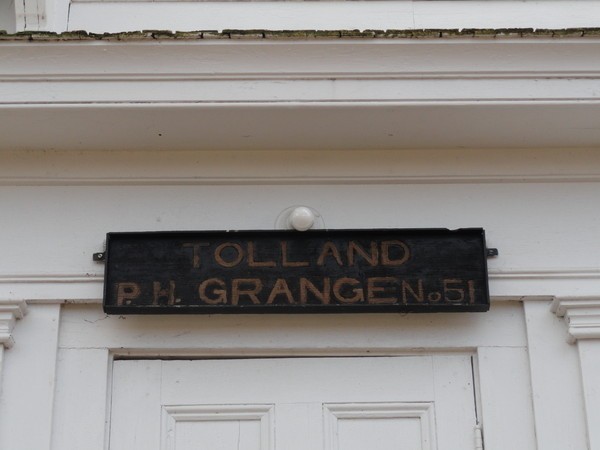 TOLLAND
P. H. GRANGE No 51